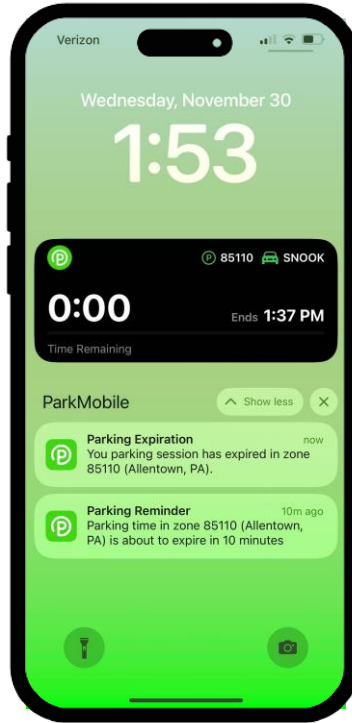 Verizon
Wednesday, November 30
1:53
P 85110 SNOOK
0:00
Ends 1:37 PM
Time Remaining
ParkMobile
Show less
Parking Expiration now
You parking session has expired in zone
85110 (Allentown, PA).
Parking Reminder 10m ago
Parking time in zone 85110 (Allentown,
PA) is about to expire in 10 minutes